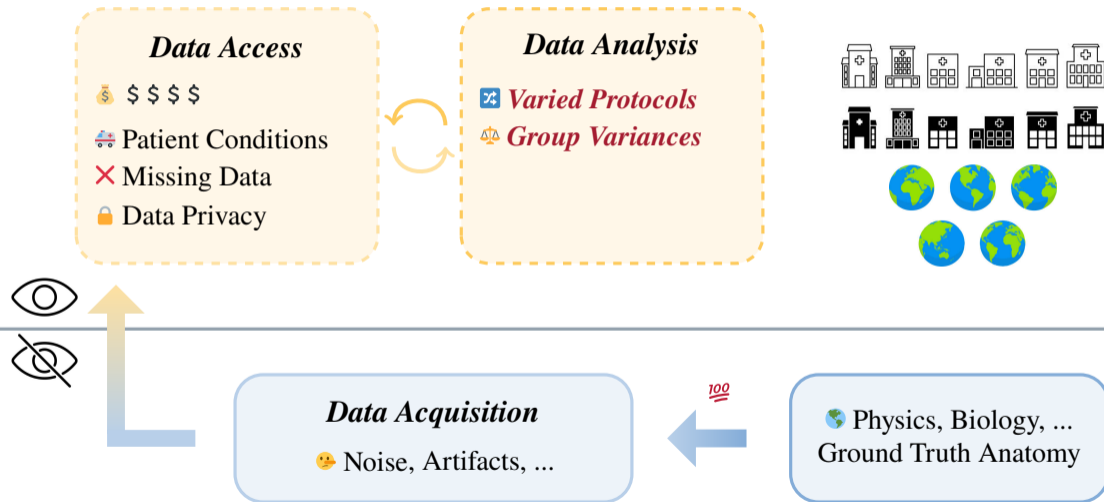 Data Access
$ $ $ $
Patient Conditions
Missing Data
Data Privacy
Data Analysis
Varied Protocols
Group Variances
Data Acquisition
Noise, Artifacts, ...
100
Physics, Biology, ...
Ground Truth Anatomy